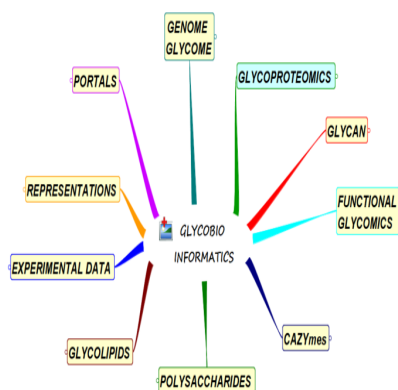 GENOME
GLYCOME
PORTALS
GLYCOPROTEOMICS
GLYCAN
REPRESENTATIONS
FUNCTIONAL
GLYCOMICS
GLYCOBIO
INFORMATICS
EXPERIMENTAL DATA
CAZYmes
GLYCOLIPIDS
POLYSACCHARIDES